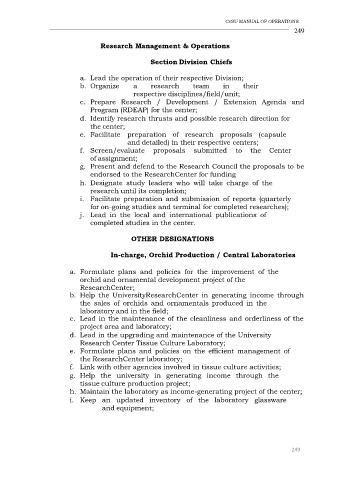 CvSU MANUAL OF OPERATIONS
249
Research Management & Operations
Section Division Chiefs
a. Lead the operation of their respective Division;
b. Organize a research team in their
respective disciplines/field/unit;
c. Prepare Research / Development / Extension Agenda and
Program (RDEAP) for the center;
d. Identify research thrusts and possible research direction for
the center;
e. Facilitate preparation of research proposals (capsule
and detailed) in their respective centers;
f. Screen/evaluate proposals submitted to the Center
of assignment;
g. Present and defend to the Research Council the proposals to be
endorsed to the ResearchCenter for funding
h. Designate study leaders who will take charge of the
research until its completion;
i. Facilitate preparation and submission of reports (quarterly
for on-going studies and terminal for completed researches);
j. Lead in the local and international publications of
completed studies in the center.
OTHER DESIGNATIONS
In-charge, Orchid Production / Central Laboratories
a. Formulate plans and policies for the improvement of the
orchid and ornamental development project of the
ResearchCenter;
b. Help the UniversityResearchCenter in generating income through
the sales of orchids and ornamentals produced in the
laboratory and in the field;
c. Lead in the maintenance of the cleanliness and orderliness of the
project area and laboratory;
d. Lead in the upgrading and maintenance of the University
Research Center Tissue Culture Laboratory;
e. Formulate plans and policies on the efficient management of
the ResearchCenter laboratory;
f. Link with other agencies involved in tissue culture activities;
g. Help the university in generating income through the
tissue culture production project;
h. Maintain the laboratory as income-generating project of the center;
i. Keep an updated inventory of the laboratory glassware
and equipment;
249